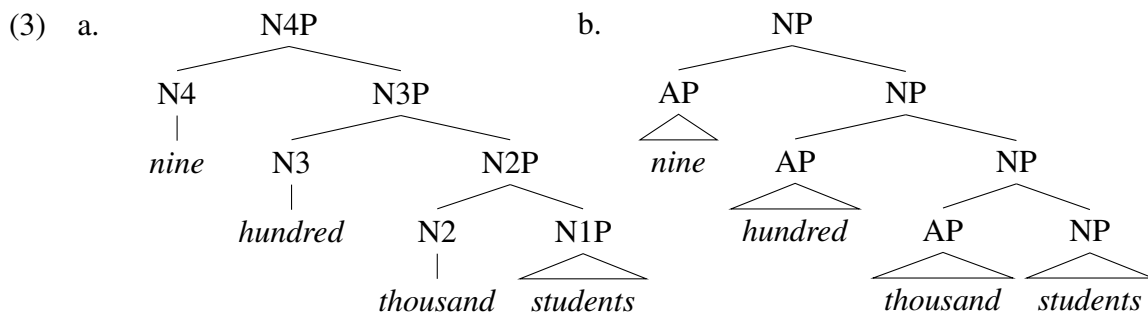 (3) a. N4P b. NP
N4 N3P AP NP
nine N3 N2P nine AP NP
hundred N2 N1P hundred AP NP
thousand students thousand students